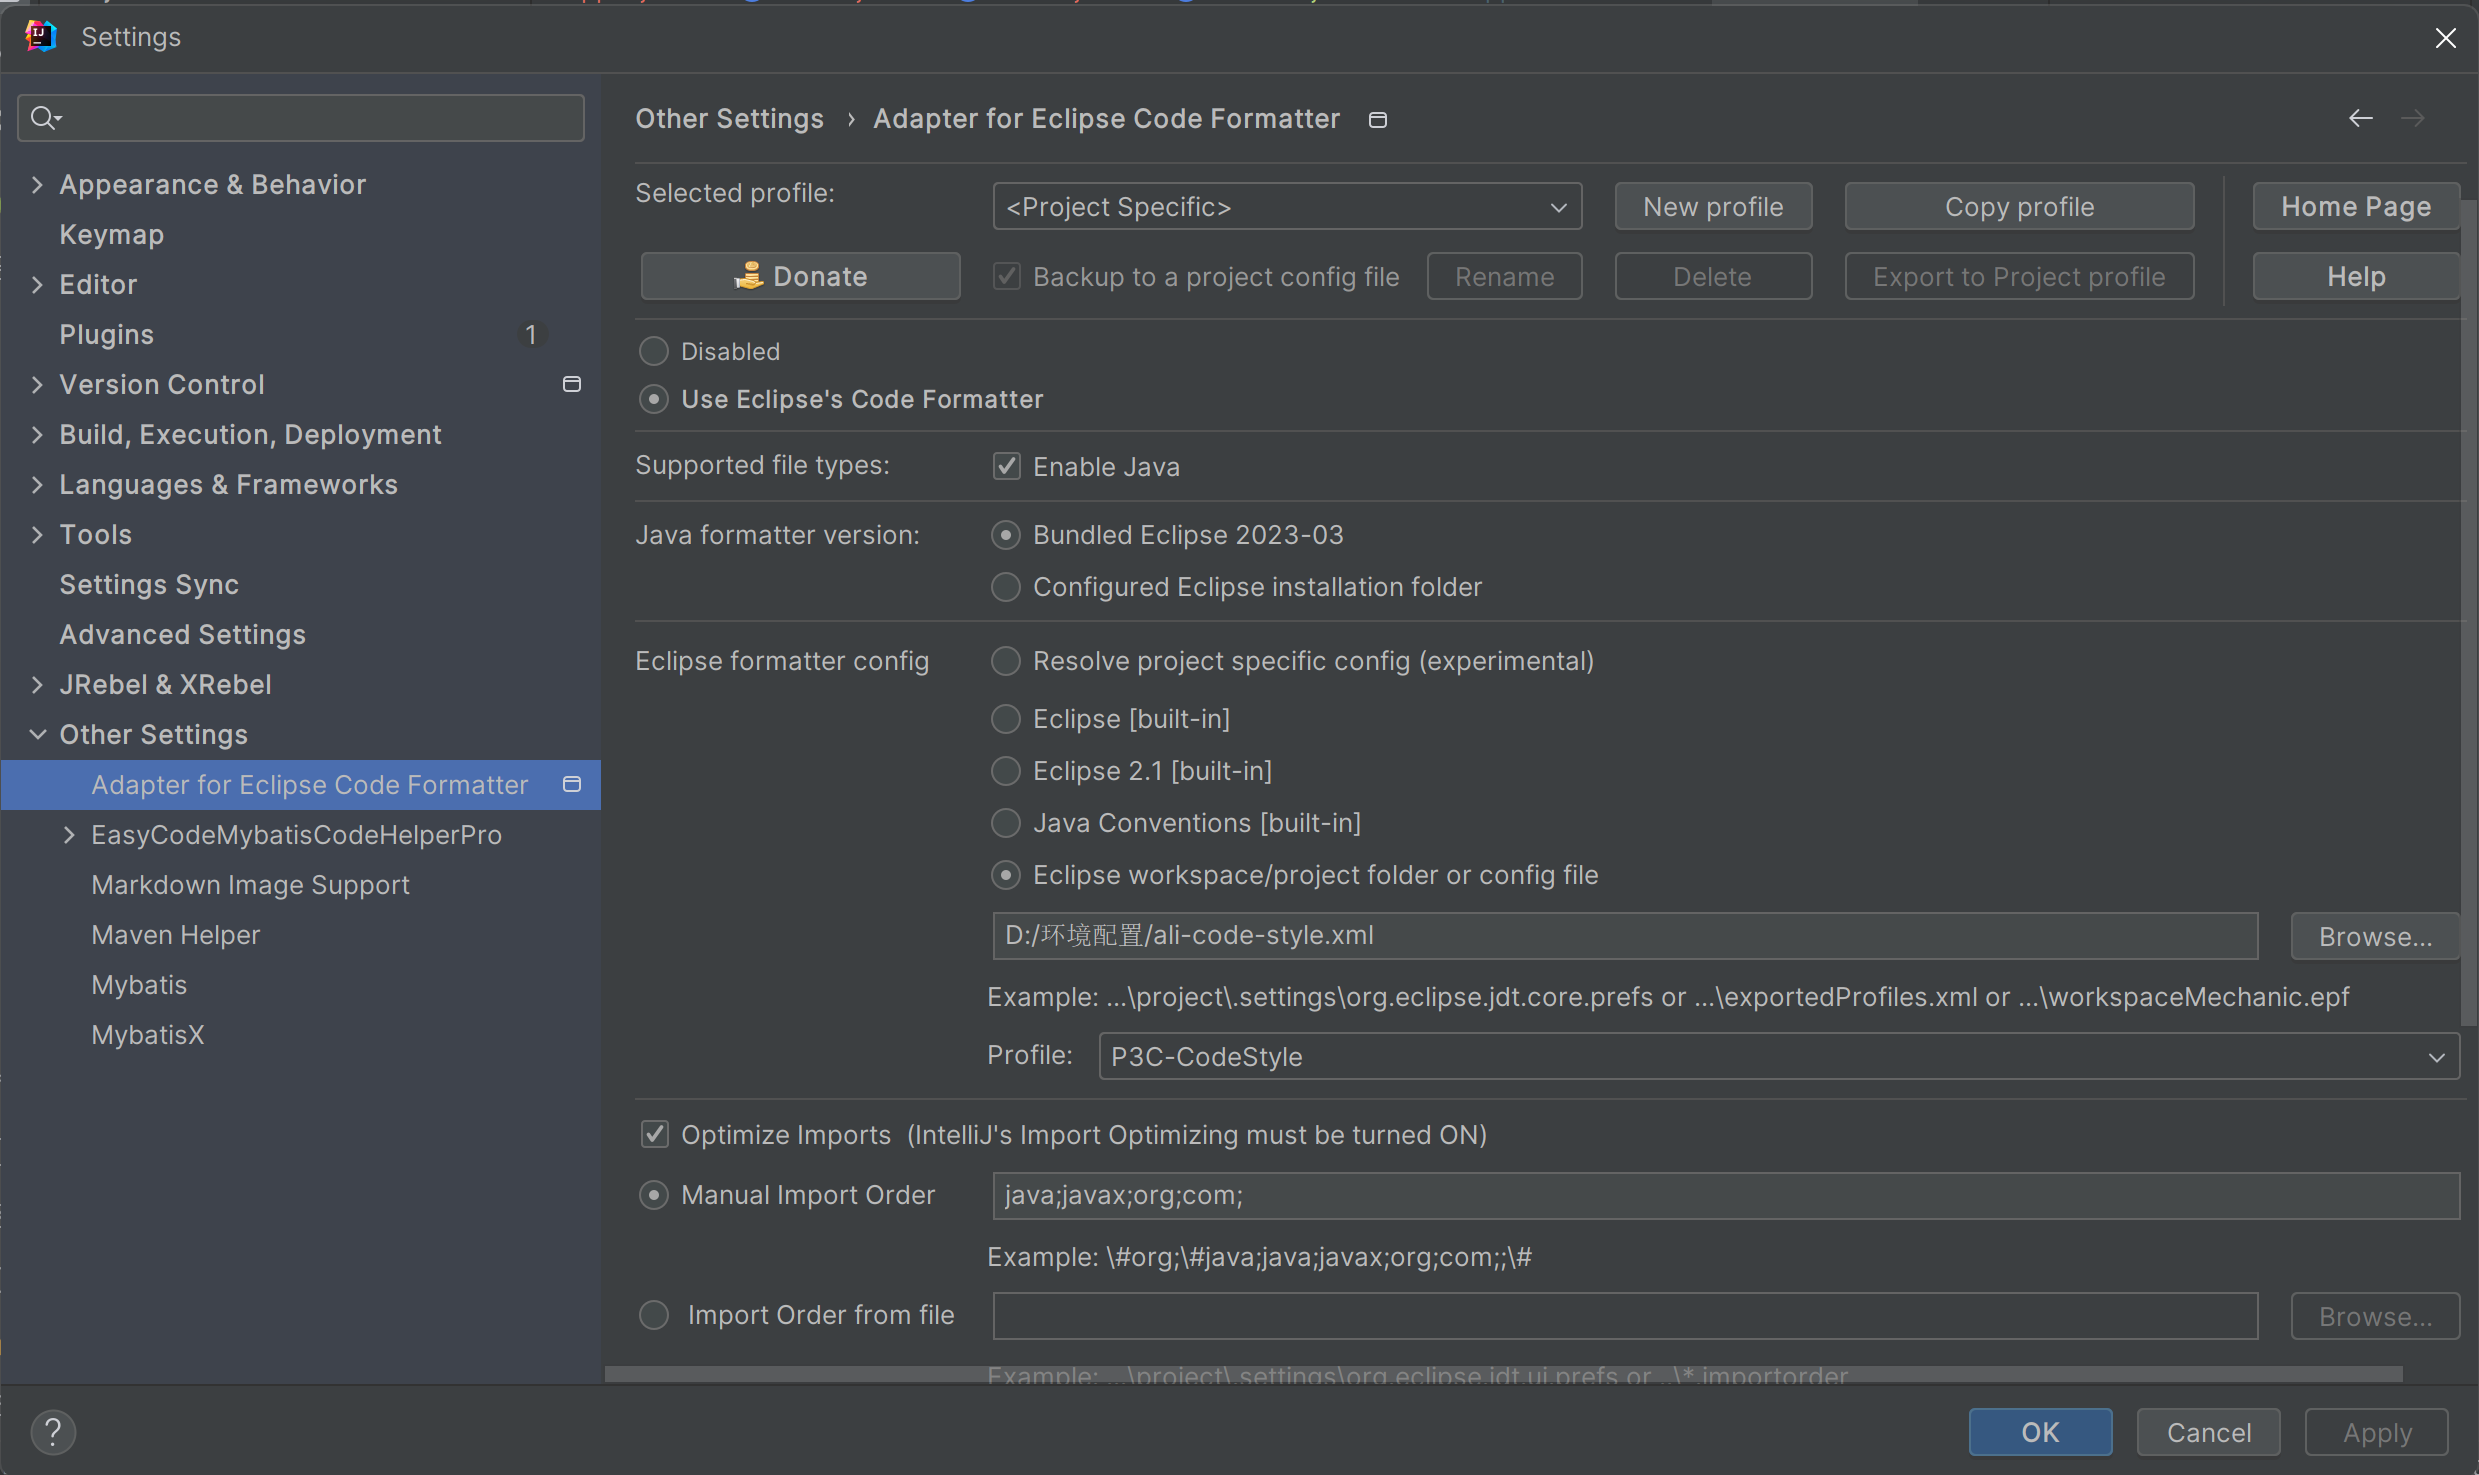 Settings
Appearance & Behavior
Keymap
Editor
Plugins 1
Version Control
Build, Execution, Deployment
Languages & Frameworks
Tools
Settings Sync
Advanced Settings
JRebel & XRebel
Other Settings
Adapter for Eclipse Code Formatter
EasyCodeMybatisCodeHelperPro
Markdown Image Support
Maven Helper
Mybatis
MybatisX
Other Settings › Adapter for Eclipse Code Formatter
Selected profile: <Project Specific> New profile Copy profile Home Page
Donate Backup to a project config file Rename Delete Export to Project profile Help
Disabled
Use Eclipse's Code Formatter
Supported file types: Enable Java
Java formatter version: Bundled Eclipse 2023-03
Configured Eclipse installation folder
Eclipse formatter config Resolve project specific config (experimental)
Eclipse [built-in]
Eclipse 2.1 [built-in]
Java Conventions [built-in]
Eclipse workspace/project folder or config file
D:/环境配置/ali-code-style.xml Browse...
Example: ...\project\.settings\org.eclipse.jdt.core.prefs or ...\exportedProfiles.xml or ...\workspaceMechanic.epf
Profile: P3C-CodeStyle
Optimize Imports (IntelliJ's Import Optimizing must be turned ON)
Manual Import Order java;javax;org;com;
Example: \#org;\#java;java;javax;org;com;;\#
Import Order from file Browse...
Example: ...\project\.settings\org.eclipse.jdt.ui.prefs or ..\*.importorder
? OK Cancel Apply